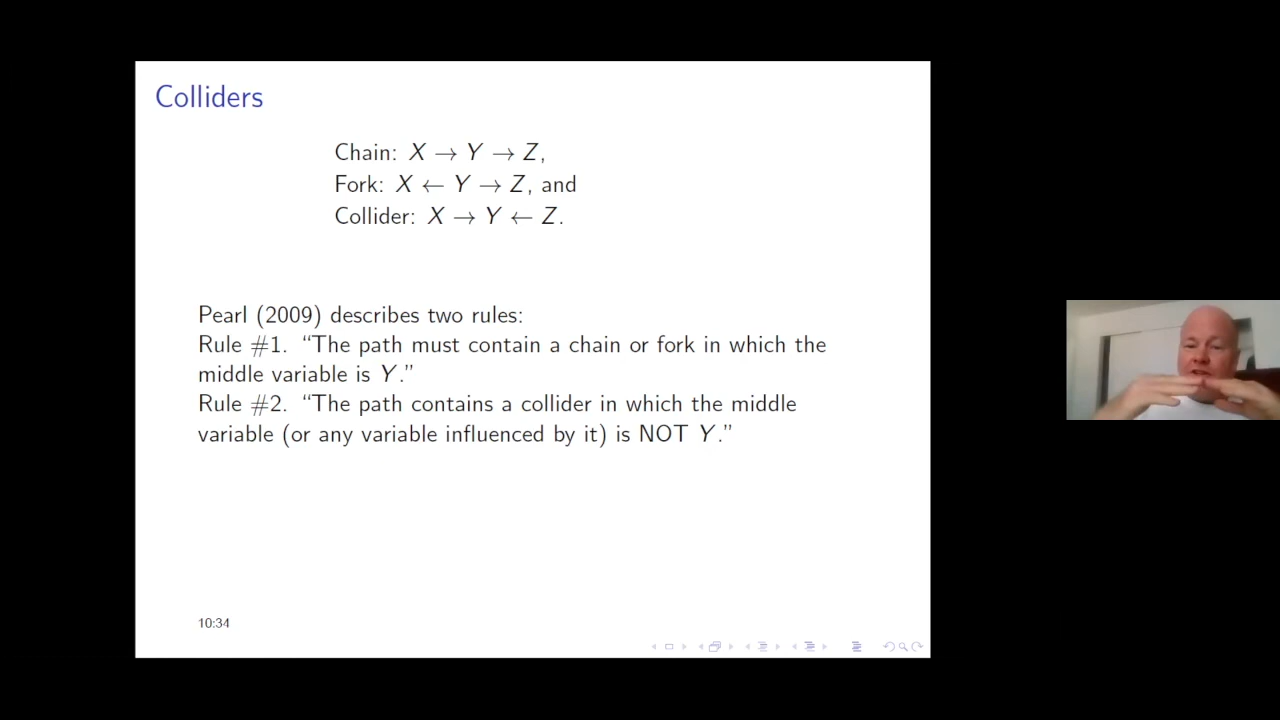 Colliders
Chain: X → Y → Z,
Fork: X ← Y → Z, and
Collider: X → Y ← Z.
Pearl (2009) describes two rules:
Rule #1. “The path must contain a chain or fork in which the
middle variable is Y.”
Rule #2. “The path contains a collider in which the middle
variable (or any variable influenced by it) is NOT Y.”
10:34